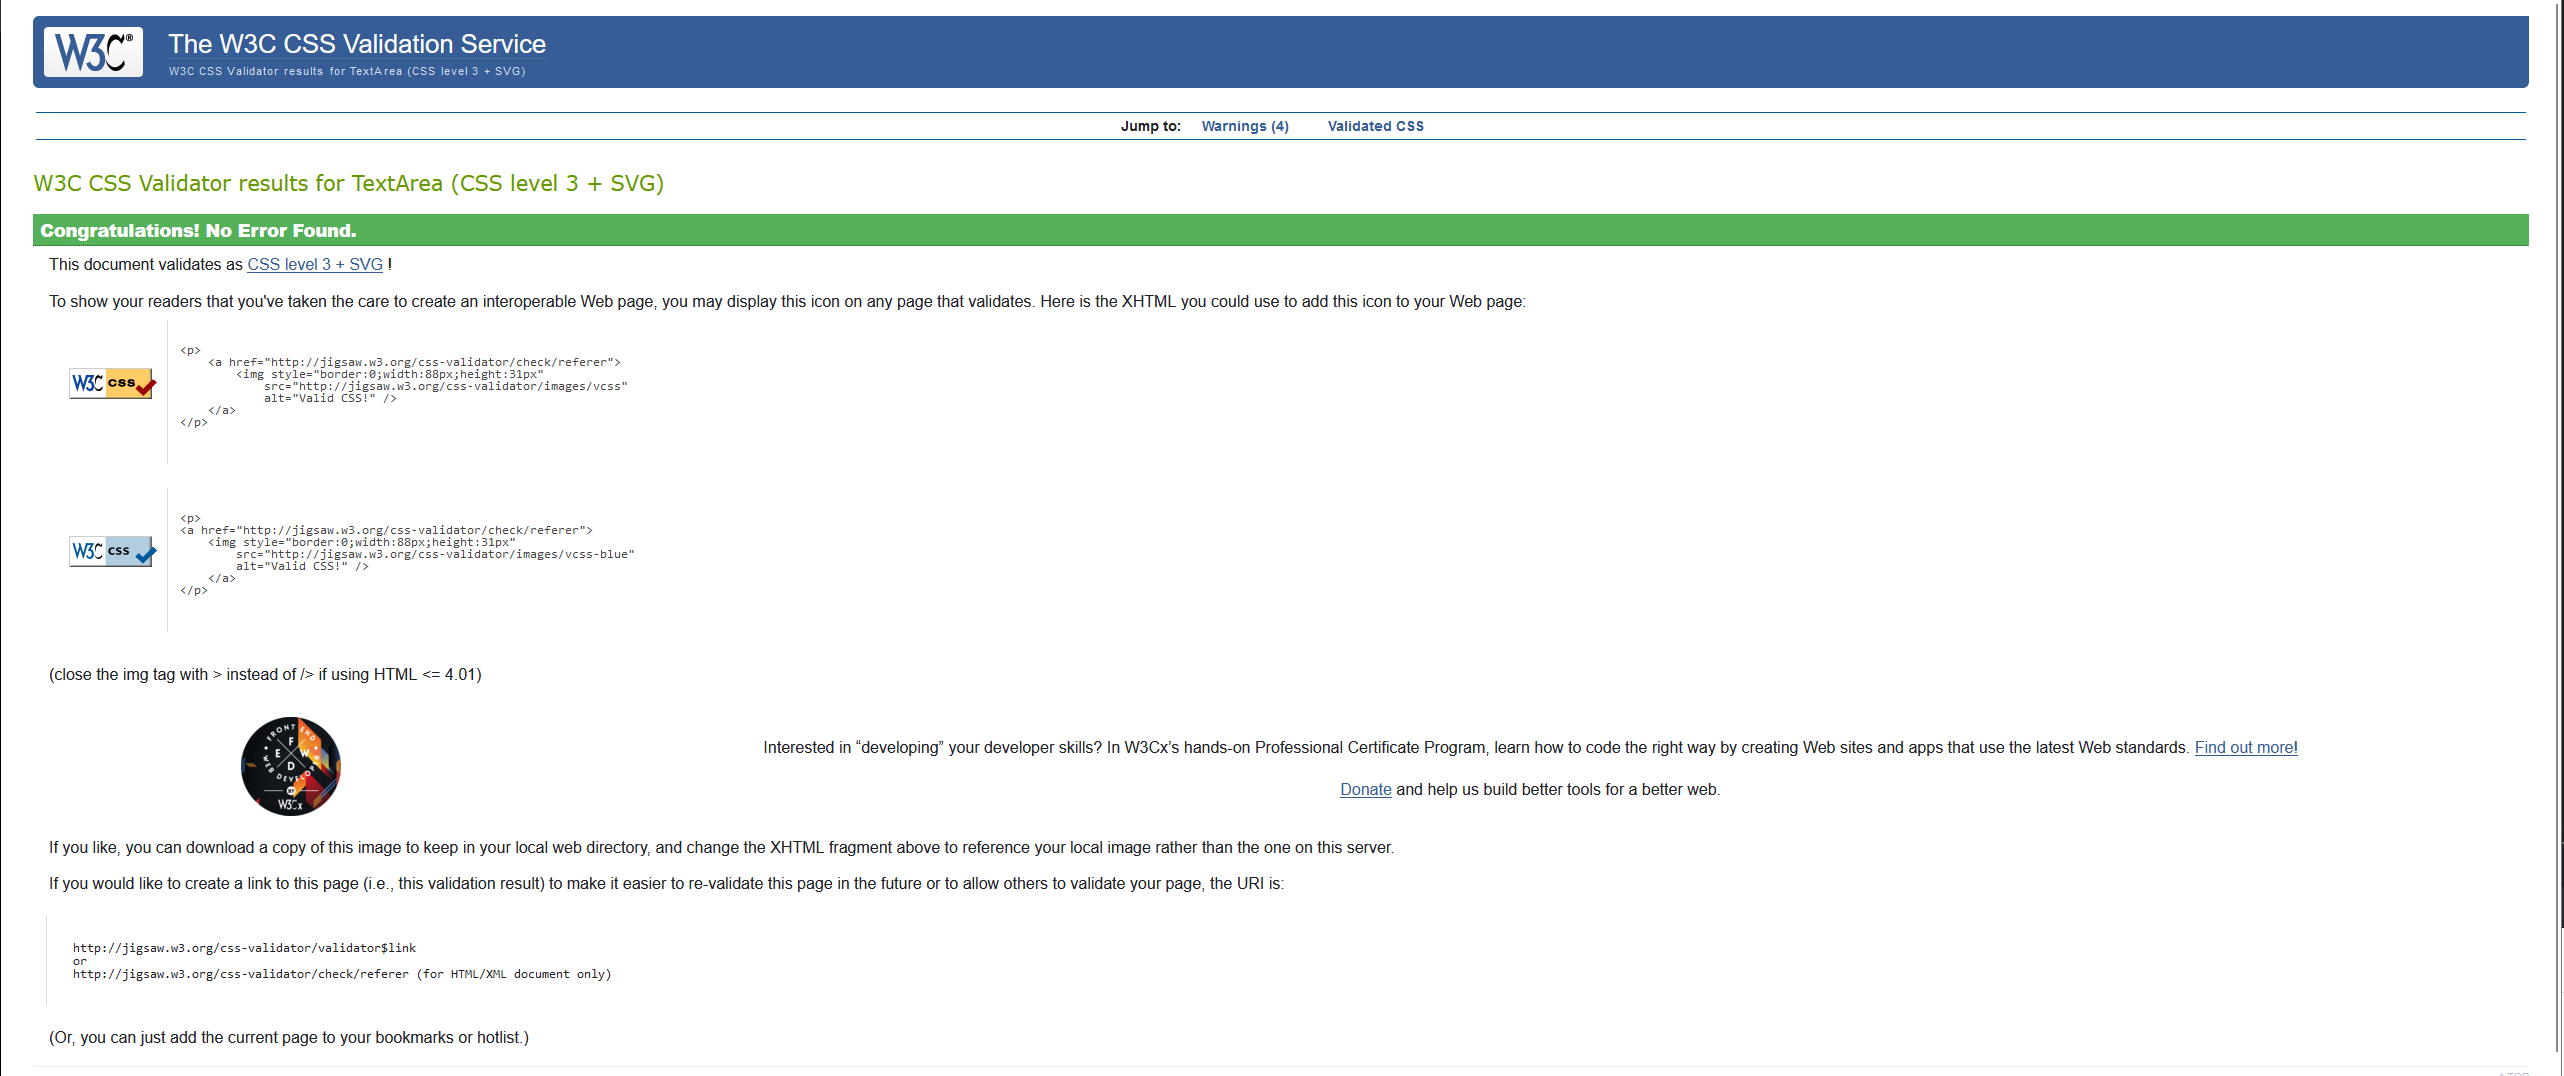 W3C®
The W3C CSS Validation Service
W3C CSS Validator results for TextArea (CSS level 3 + SVG)
Jump to: Warnings (4) Validated CSS
W3C CSS Validator results for TextArea (CSS level 3 + SVG)
Congratulations! No Error Found.
This document validates as CSS level 3 + SVG !
To show your readers that you've taken the care to create an interoperable Web page, you may display this icon on any page that validates. Here is the XHTML you could use to add this icon to your Web page:
W3C css
<p>
<a href="http://jigsaw.w3.org/css-validator/check/referer">
<img style="border:0;width:88px;height:31px"
src="http://jigsaw.w3.org/css-validator/images/vcss"
alt="Valid CSS!" />
</a>
</p>
W3C css
<p>
<a href="http://jigsaw.w3.org/css-validator/check/referer">
<img style="border:0;width:88px;height:31px"
src="http://jigsaw.w3.org/css-validator/images/vcss-blue"
alt="Valid CSS!" />
</a>
</p>
(close the img tag with > instead of /> if using HTML <= 4.01)
FRONT END
F
E W
D
WEB DEVELOPER
BY
W3Cx
Interested in “developing” your developer skills? In W3Cx’s hands-on Professional Certificate Program, learn how to code the right way by creating Web sites and apps that use the latest Web standards. Find out more!
Donate and help us build better tools for a better web.
If you like, you can download a copy of this image to keep in your local web directory, and change the XHTML fragment above to reference your local image rather than the one on this server.
If you would like to create a link to this page (i.e., this validation result) to make it easier to re-validate this page in the future or to allow others to validate your page, the URI is:
http://jigsaw.w3.org/css-validator/validator$link
or
http://jigsaw.w3.org/css-validator/check/referer (for HTML/XML document only)
(Or, you can just add the current page to your bookmarks or hotlist.)